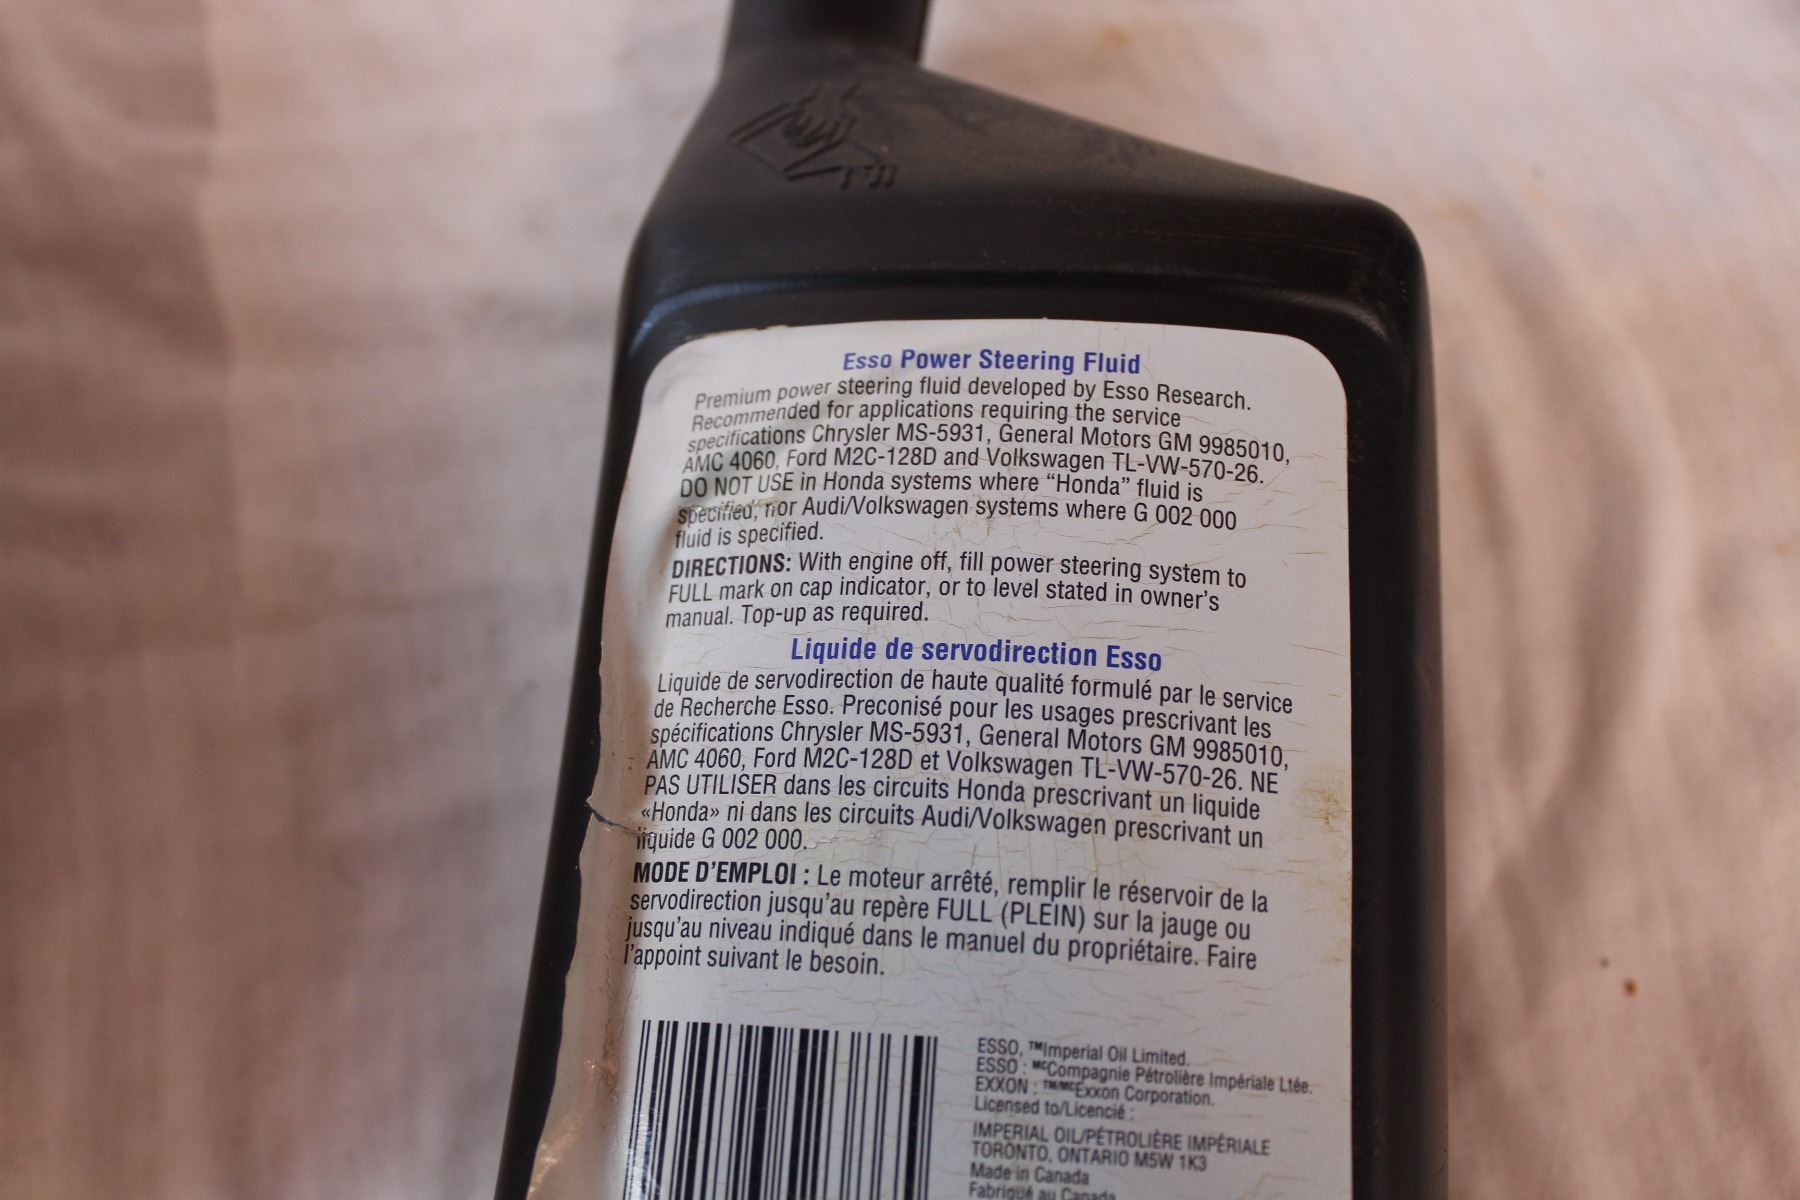 Esso Power Steering Fluid
Premium power steering fluid developed by Esso Research.
Recommended for applications requiring the service
specifications Chrysler MS-5931, General Motors GM 9985010,
AMC 4060, Ford M2C-128D and Volkswagen TL-VW-570-26.
DO NOT USE in Honda systems where “Honda” fluid is
specified, nor Audi/Volkswagen systems where G 002 000
fluid is specified.
DIRECTIONS: With engine off, fill power steering system to
FULL mark on cap indicator, or to level stated in owner's
manual. Top-up as required.
Liquide de servodirection Esso
Liquide de servodirection de haute qualité formulé par le service
de Recherche Esso. Preconisé pour les usages prescrivant les
spécifications Chrysler MS-5931, General Motors GM 9985010,
AMC 4060, Ford M2C-128D et Volkswagen TL-VW-570-26. NE
PAS UTILISER dans les circuits Honda prescrivant un liquide
«Honda» ni dans les circuits Audi/Volkswagen prescrivant un
liquide G 002 000.
MODE D'EMPLOI : Le moteur arrêté, remplir le réservoir de la
servodirection jusqu'au repère FULL (PLEIN) sur la jauge ou
jusqu'au niveau indiqué dans le manuel du propriétaire. Faire
l'appoint suivant le besoin.
ESSO, ™Imperial Oil Limited.
ESSO : ᴹᶜCompagnie Pétrolière Impériale Ltée.
EXXON : ™/ᴹᶜExxon Corporation.
Licensed to/Licencié :
IMPERIAL OIL/PÉTROLIÈRE IMPÉRIALE
TORONTO, ONTARIO M5W 1K3
Made in Canada
Fabriqué au Canada